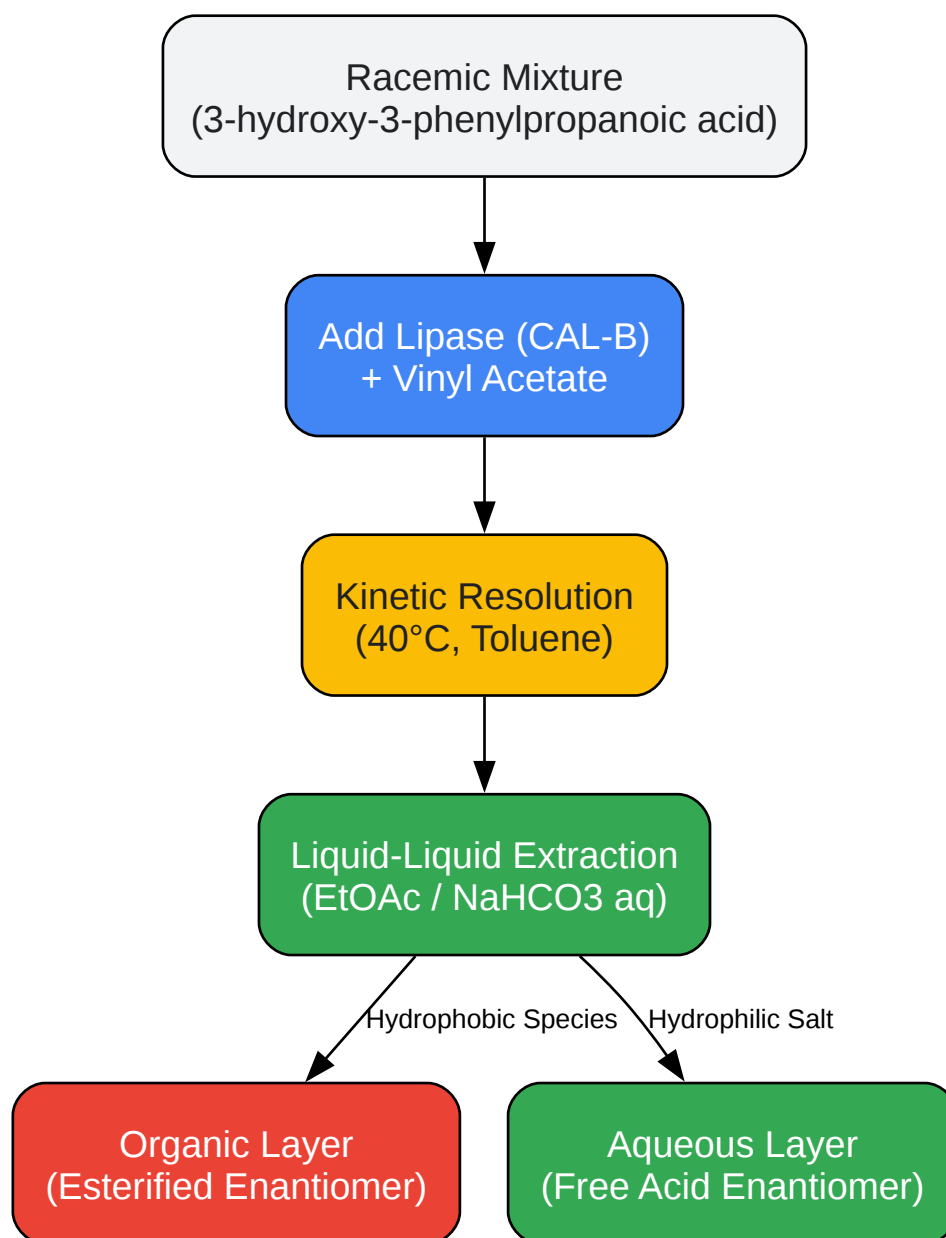 Racemic Mixture
(3-hydroxy-3-phenylpropanoic acid)
Add Lipase (CAL-B)
+ Vinyl Acetate
Kinetic Resolution
(40°C, Toluene)
Liquid-Liquid Extraction
(EtOAc / NaHCO3 aq)
Hydrophobic Species
Hydrophilic Salt
Organic Layer
(Esterified Enantiomer)
Aqueous Layer
(Free Acid Enantiomer)